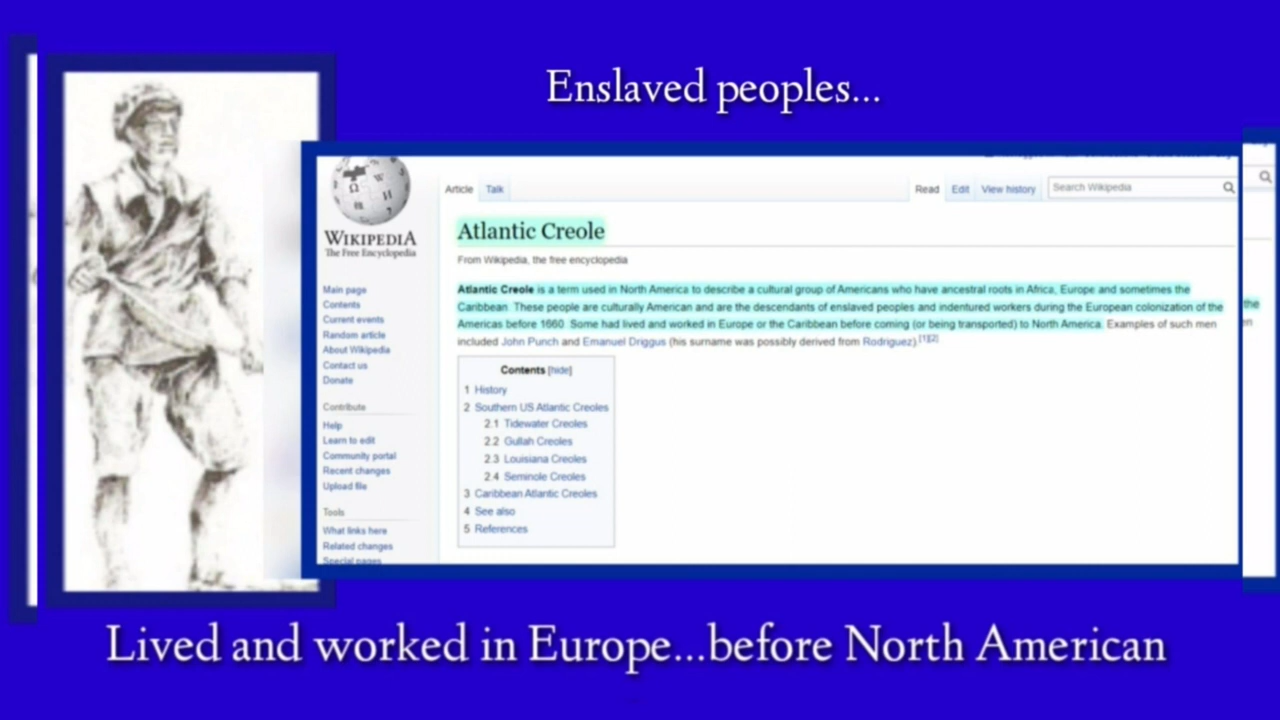 Enslaved peoples...
WIKIPEDIA
The Free Encyclopedia
Main page
Contents
Current events
Random article
About Wikipedia
Contact us
Donate
Contribute
Help
Learn to edit
Community portal
Recent changes
Upload file
Tools
What links here
Related changes
Special pages
Article Talk
Read Edit View history
Search Wikipedia
Atlantic Creole
From Wikipedia, the free encyclopedia
Atlantic Creole is a term used in North America to describe a cultural group of Americans who have ancestral roots in Africa, Europe and sometimes the
Caribbean. These people are culturally American and are the descendants of enslaved peoples and indentured workers during the European colonization of the
Americas before 1660. Some had lived and worked in Europe or the Caribbean before coming (or being transported) to North America. Examples of such men
included John Punch and Emanuel Driggus (his surname was possibly derived from Rodriguez).[1][2]
Contents [hide]
1 History
2 Southern US Atlantic Creoles
2.1 Tidewater Creoles
2.2 Gullah Creoles
2.3 Louisiana Creoles
2.4 Seminole Creoles
3 Caribbean Atlantic Creoles
4 See also
5 References
the
Lived and worked in Europe...before North American